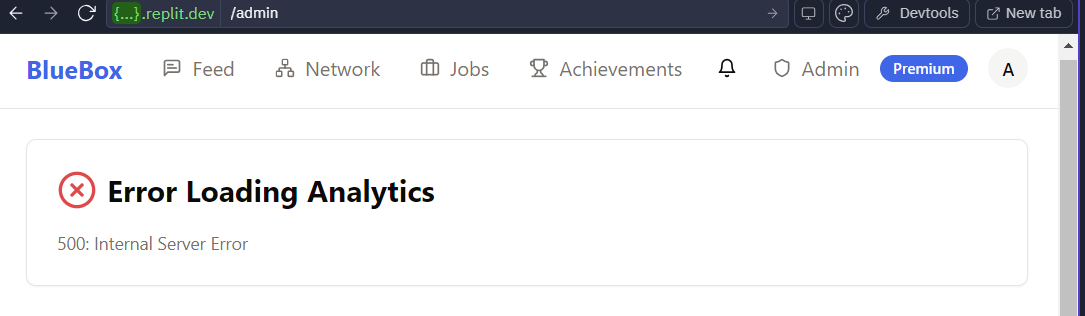 {...}.replit.dev /admin Devtools New tab
BlueBox Feed Network Jobs Achievements Admin Premium A
Error Loading Analytics
500: Internal Server Error